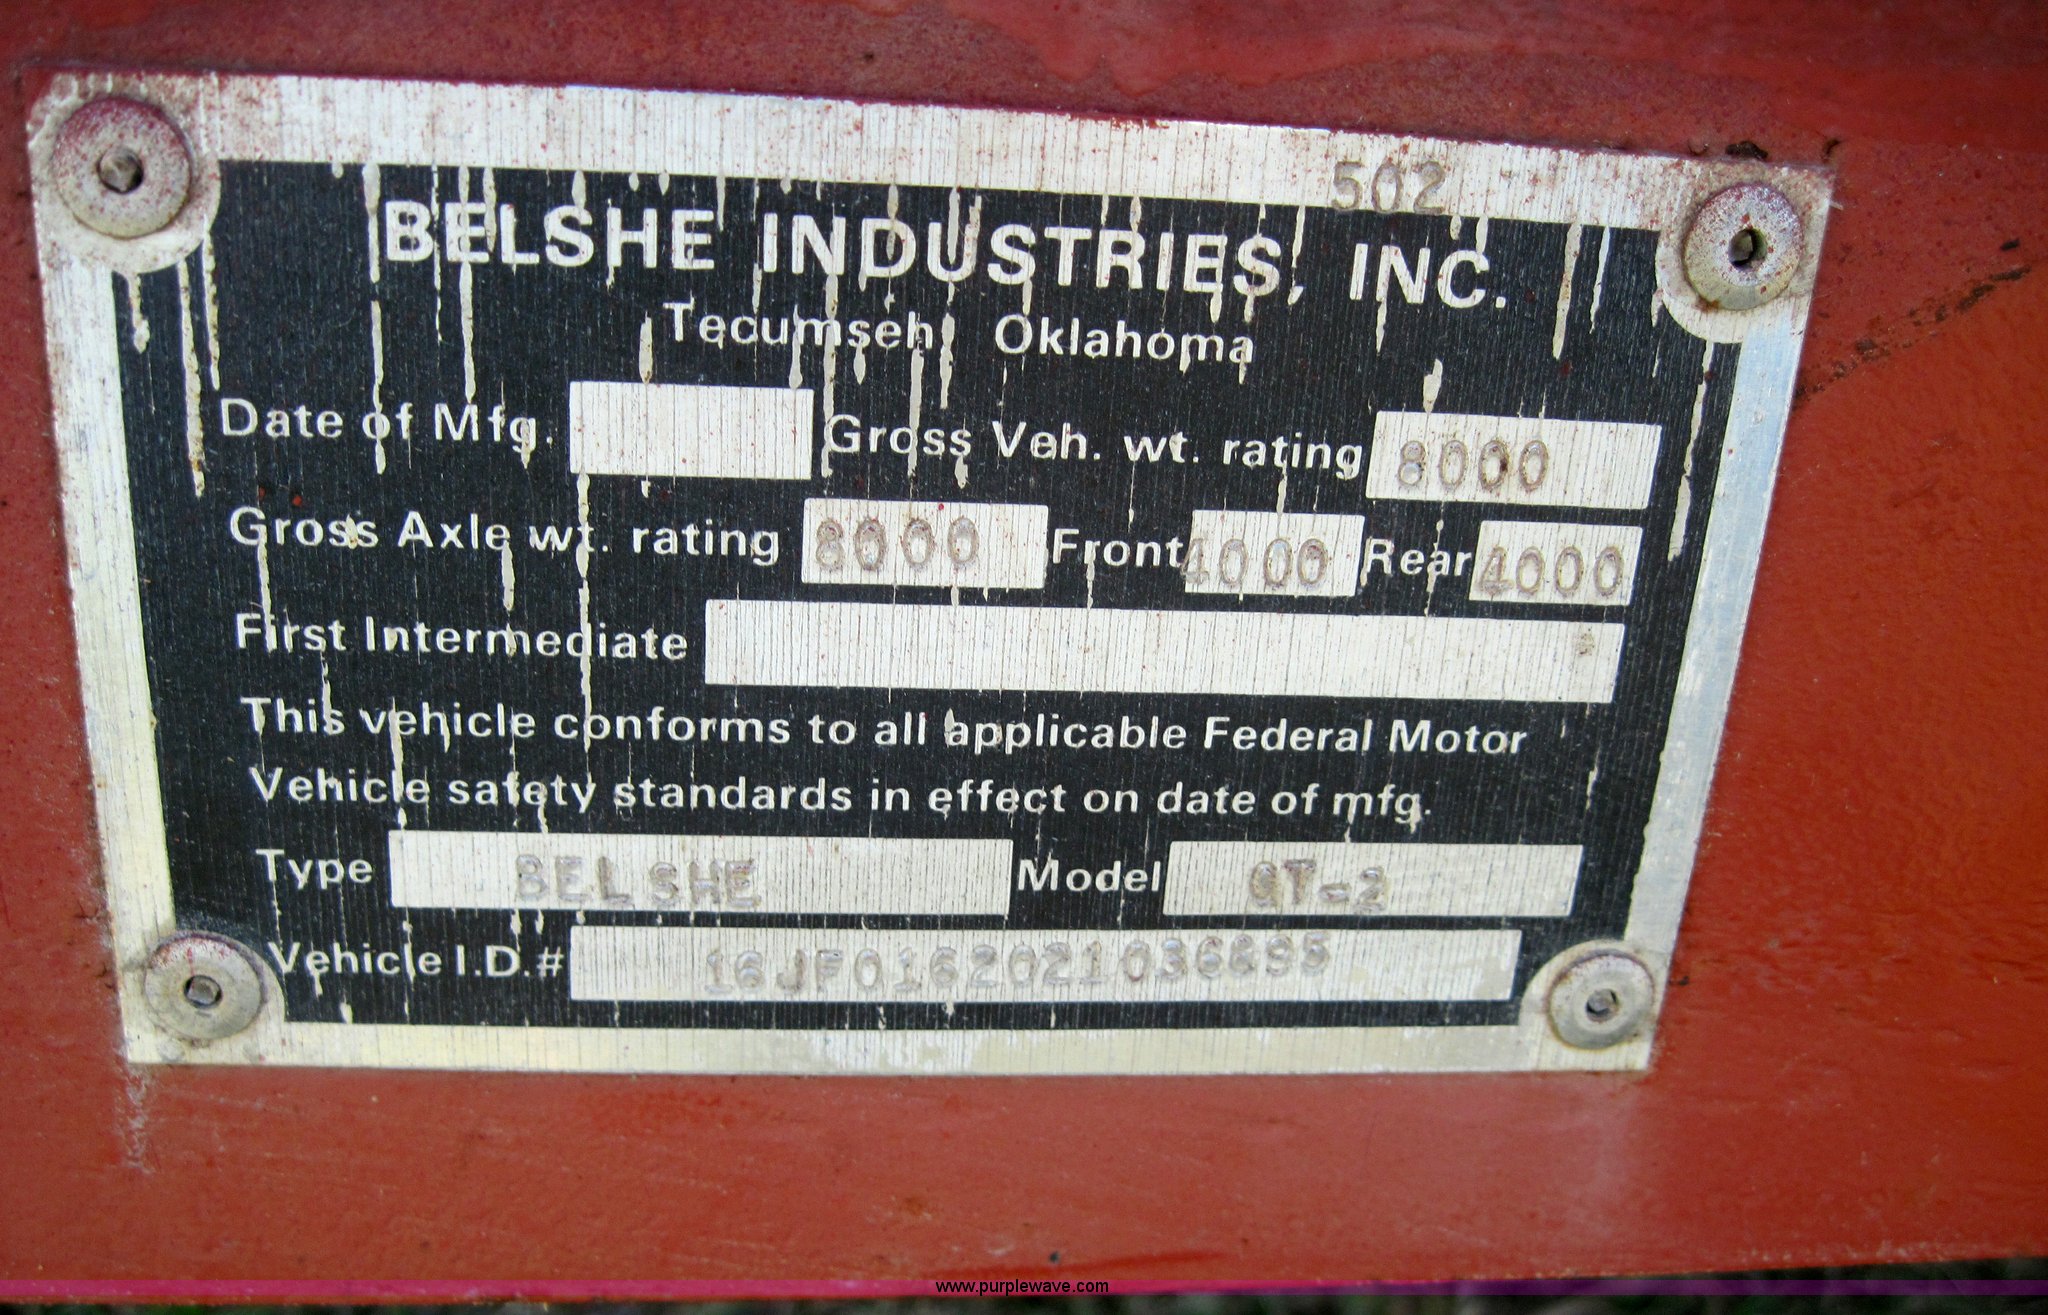 502
BELSHE INDUSTRIES, INC.
Tecumseh Oklahoma
Date of Mfg. Gross Veh. wt. rating 8000
Gross Axle wt. rating 8000 Front 4000 Rear 4000
First Intermediate
This vehicle conforms to all applicable Federal Motor
Vehicle safety standards in effect on date of mfg.
Type BELSHE Model GT-2
Vehicle I.D.# 16JF0162021036895
www.purplewave.com